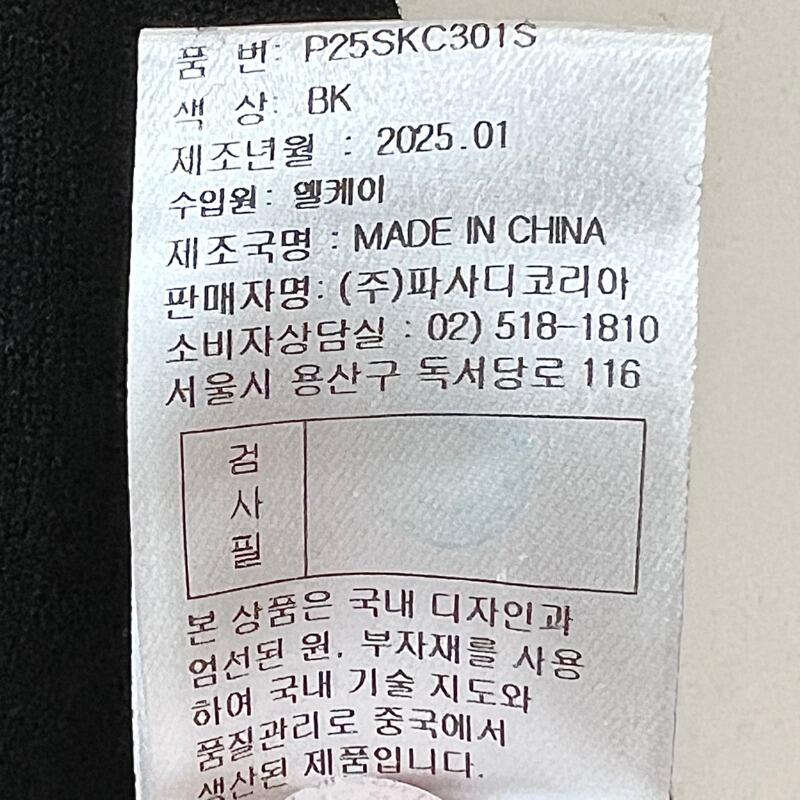 품 번: P25SKC301S
색 상: BK
제조년월 : 2025.01
수입원: 엘케이
제조국명 : MADE IN CHINA
판매자명: (주)파사디코리아
소비자상담실 : 02) 518-1810
서울시 용산구 독서당로 116
검
사
필
본 상품은 국내 디자인과
엄선된 원, 부자재를 사용
하여 국내 기술 지도와
품질관리로 중국에서
생산된 제품입니다.